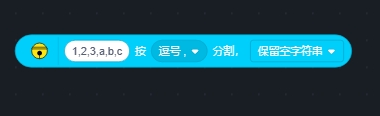 1,2,3,a,b,c 按 逗号 , 分割， 保留空字符串